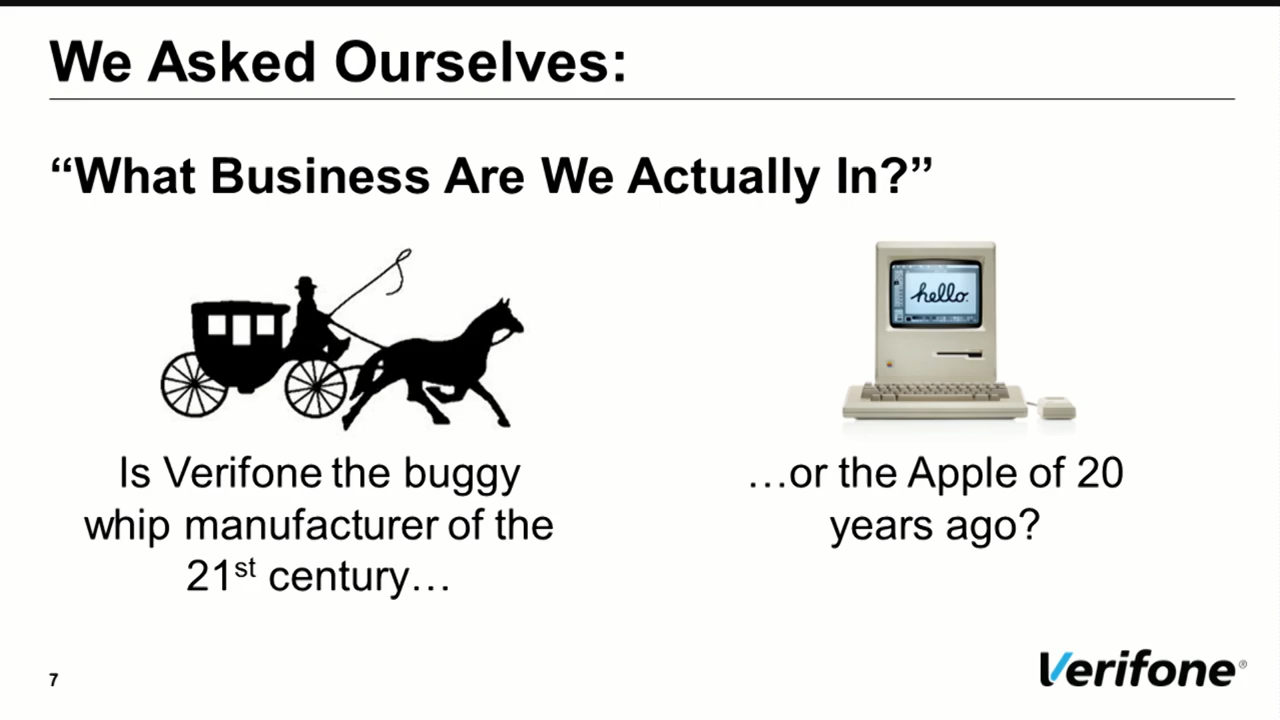 We Asked Ourselves:
“What Business Are We Actually In?”
hello.
Is Verifone the buggy
whip manufacturer of the
21st century…
…or the Apple of 20
years ago?
7
Verifone®